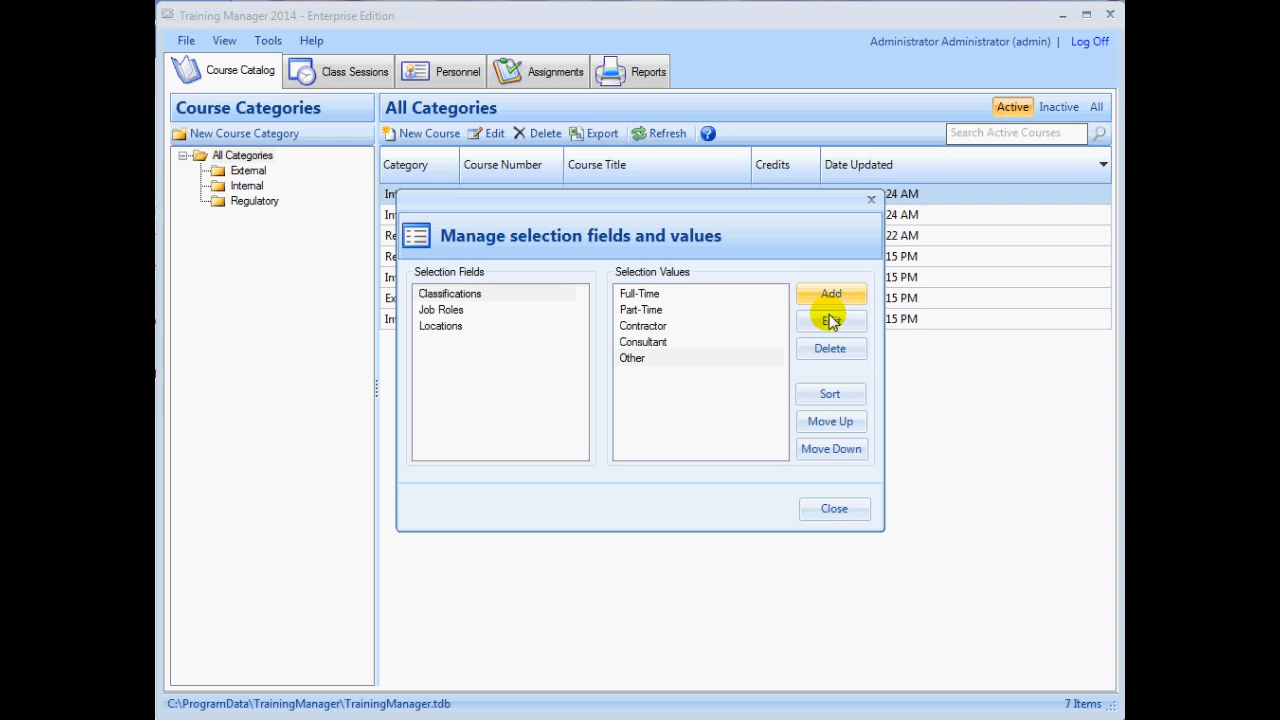 Training Manager 2014 - Enterprise Edition
File View Tools Help
Administrator Administrator (admin) | Log Off
Course Catalog Class Sessions Personnel Assignments Reports
Course Categories
New Course Category
All Categories
External
Internal
Regulatory
All Categories
Active Inactive All
New Course Edit Delete Export Refresh
Search Active Courses
Category Course Number Course Title Credits Date Updated
24 AM
24 AM
22 AM
15 PM
15 PM
15 PM
15 PM
Manage selection fields and values
Selection Fields
Classifications
Job Roles
Locations
Selection Values
Full-Time
Part-Time
Contractor
Consultant
Other
Add
Delete
Sort
Move Up
Move Down
Close
C:\ProgramData\TrainingManager\TrainingManager.tdb
7 Items